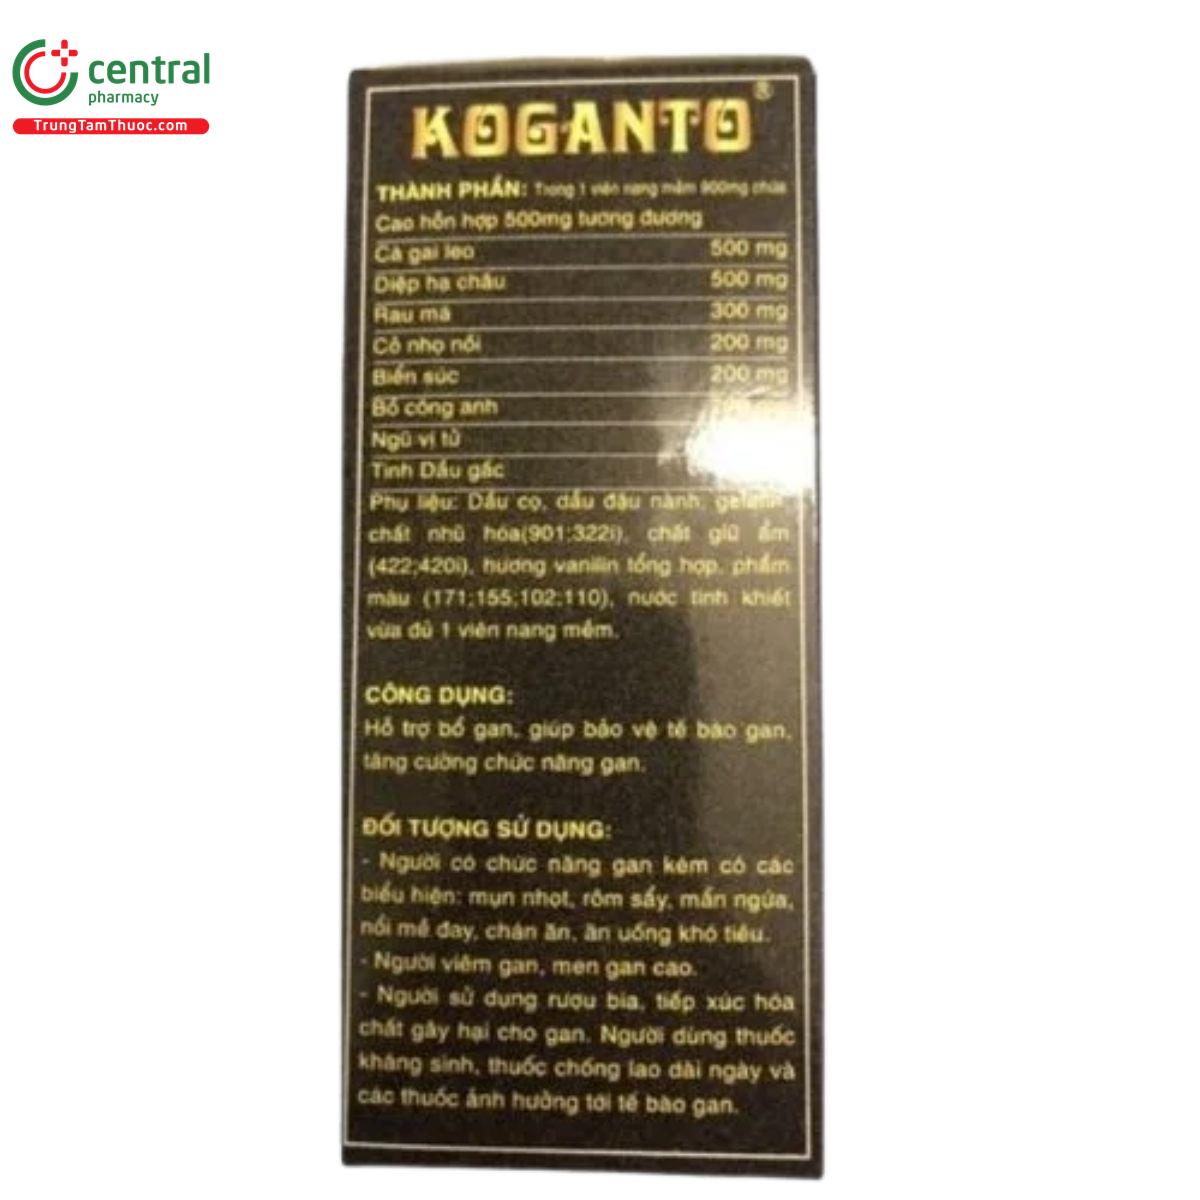 central
pharmacy
TrungTamThuoc.com
KOGANTO®
THÀNH PHẦN: Trong 1 viên nang mềm 900mg chứa
Cao hỗn hợp 500mg tương đương
Cà gai leo 500 mg
Diệp hạ châu 500 mg
Rau má 300 mg
Cỏ nhọ nồi 200 mg
Biển súc 200 mg
Bồ công anh
Ngũ vị tử
Tinh Dầu gấc
Phụ liệu: Dầu cọ, dầu đậu nành, gelatin,
chất nhũ hóa(901;322i), chất giữ ẩm
(422;420i), hương vanilin tổng hợp, phẩm
màu (171;155;102;110), nước tinh khiết
vừa đủ 1 viên nang mềm.
CÔNG DỤNG:
Hỗ trợ bổ gan, giúp bảo vệ tế bào gan,
tăng cường chức năng gan.
ĐỐI TƯỢNG SỬ DỤNG:
- Người có chức năng gan kém có các
biểu hiện: mụn nhọt, rôm sẩy, mẩn ngứa,
nổi mề đay, chán ăn, ăn uống khó tiêu.
- Người viêm gan, men gan cao.
- Người sử dụng rượu bia, tiếp xúc hóa
chất gây hại cho gan. Người dùng thuốc
kháng sinh, thuốc chống lao dài ngày và
các thuốc ảnh hưởng tới tế bào gan.